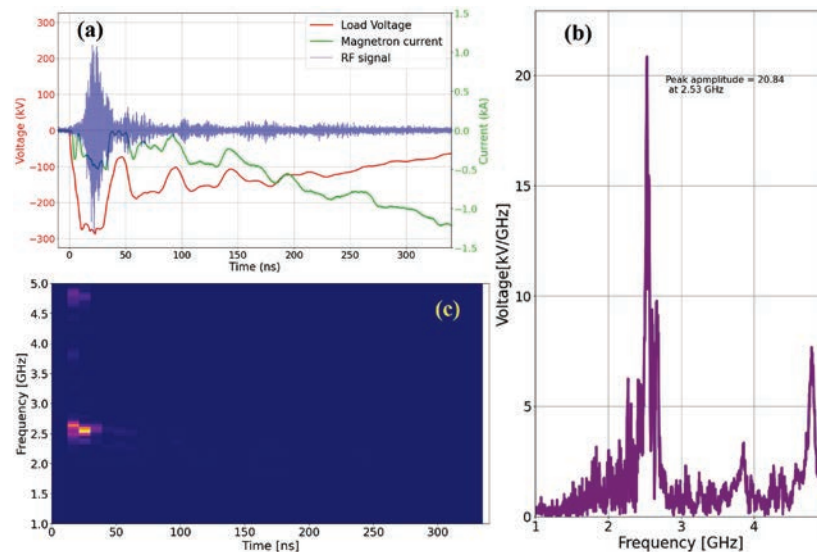 (a)
Load Voltage
Magnetron current
RF signal
300
200
100
0
−100
−200
−300
Voltage (kV)
1.5
1.0
0.5
0.0
−0.5
−1.0
−1.5
Current (kA)
0 50 100 150 200 250 300
Time (ns)
(b)
Peak apmplitude = 20.84
at 2.53 GHz
20
15
10
5
0
Voltage[kV/GHz]
1 2 3 4
Frequency [GHz]
(c)
5.0
4.5
4.0
3.5
3.0
2.5
2.0
1.5
1.0
Frequency [GHz]
0 50 100 150 200 250 300
Time [ns]